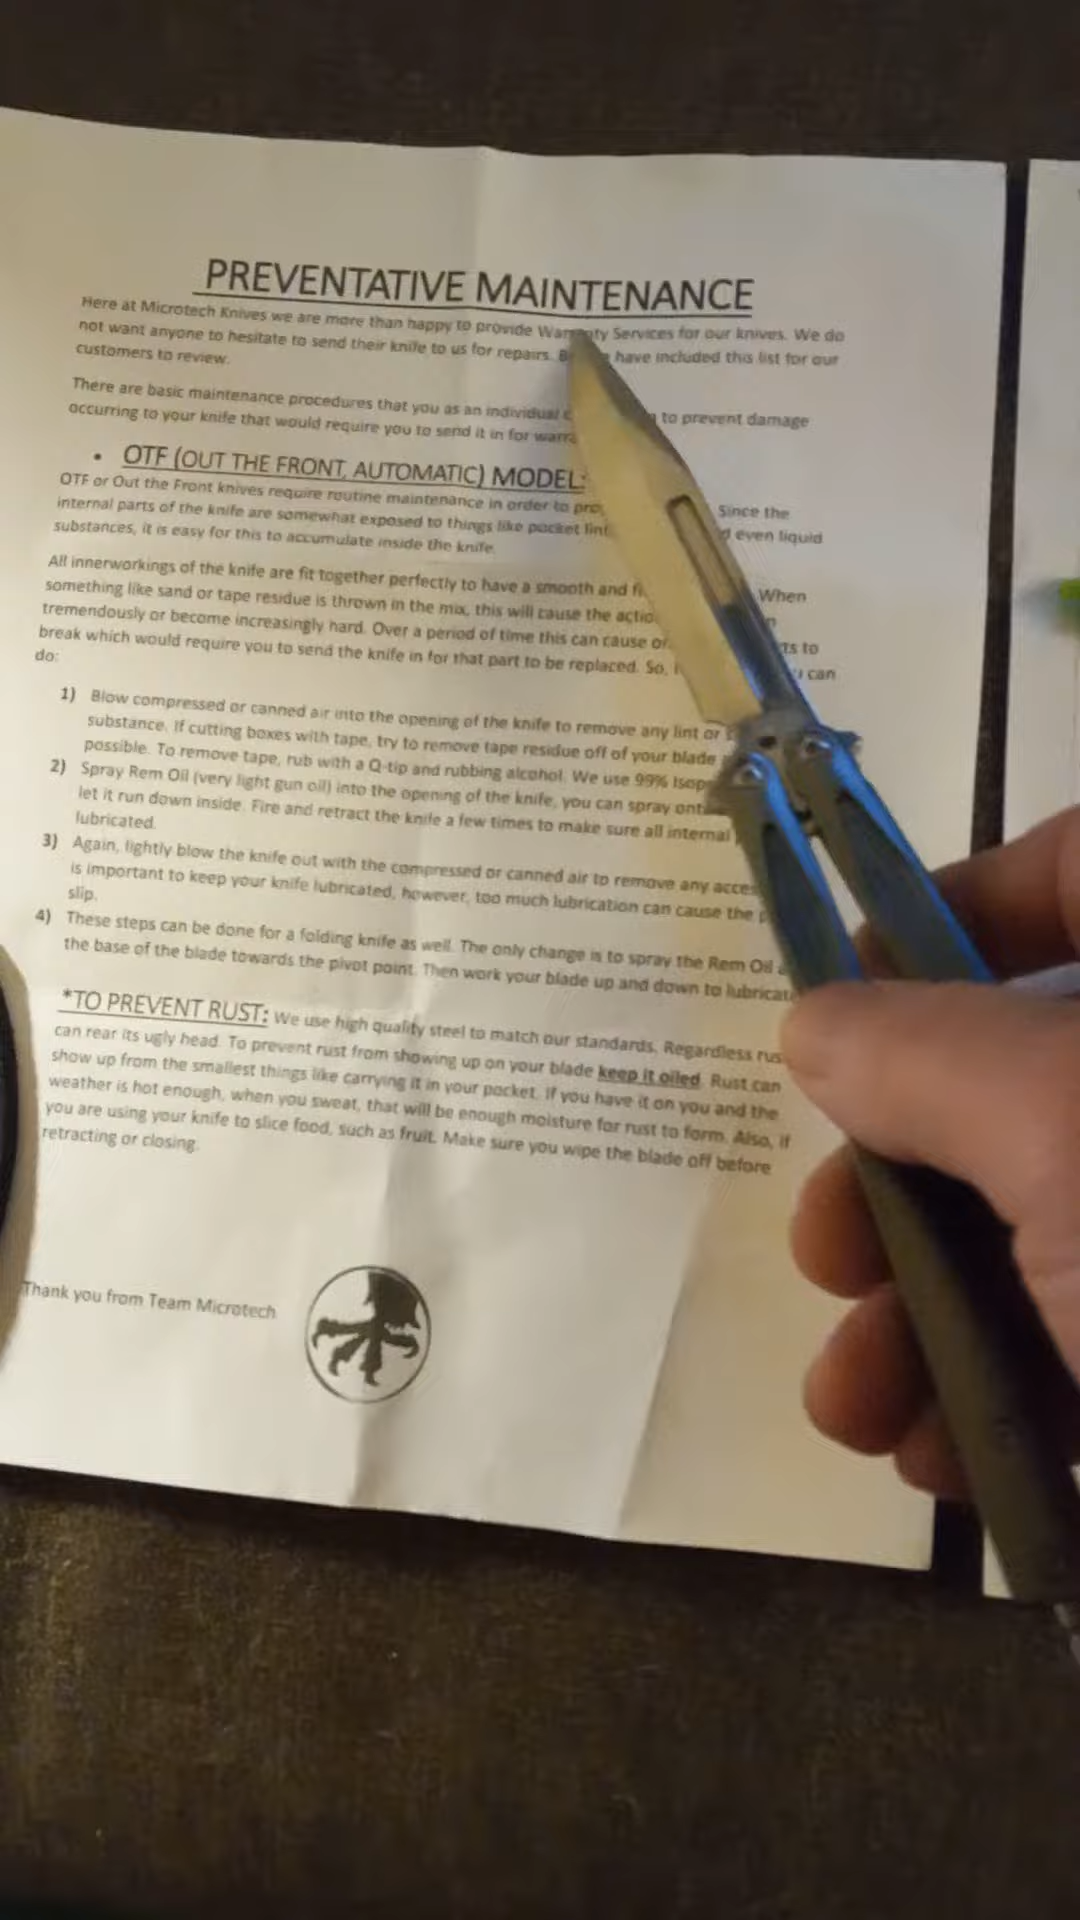 PREVENTATIVE MAINTENANCE
Here at Microtech Knives we are more than happy to provide Warranty Services for our knives. We do
not want anyone to hesitate to send their knife to us for repairs. have included this list for our
customers to review.
There are basic maintenance procedures that you as an individual to prevent damage
occurring to your knife that would require you to send it in for
• OTF (OUT THE FRONT, AUTOMATIC) MODEL:
OTF or Out the Front knives require routine maintenance in order to Since the
internal parts of the knife are somewhat exposed to things like pocket lint even liquid
substances, it is easy for this to accumulate inside the knife.
All innerworkings of the knife are fit together perfectly to have a smooth and When
something like sand or tape residue is thrown in the mix, this will cause the
tremendously or become increasingly hard. Over a period of time this can cause to
break which would require you to send the knife in for that part to be replaced. So, can
do:
1) Blow compressed or canned air into the opening of the knife to remove any lint or
substance. If cutting boxes with tape, try to remove tape residue off of your blade
possible. To remove tape, rub with a Q-tip and rubbing alcohol. We use 99%
2) Spray Rem Oil (very light gun oil) into the opening of the knife, you can spray
let it run down inside. Fire and retract the knife a few times to make sure all internal
lubricated.
3) Again, lightly blow the knife out with the compressed or canned air to remove any
is important to keep your knife lubricated, however, too much lubrication can cause the
slip.
4) These steps can be done for a folding knife as well. The only change is to spray the Rem Oil
the base of the blade towards the pivot point. Then work your blade up and down to
*TO PREVENT RUST: We use high quality steel to match our standards. Regardless
can rear its ugly head. To prevent rust from showing up on your blade keep it oiled. Rust can
show up from the smallest things like carrying it in your pocket. If you have it on you and the
weather is hot enough, when you sweat, that will be enough moisture for rust to form. Also, if
you are using your knife to slice food, such as fruit. Make sure you wipe the blade off before
retracting or closing.
Thank you from Team Microtech